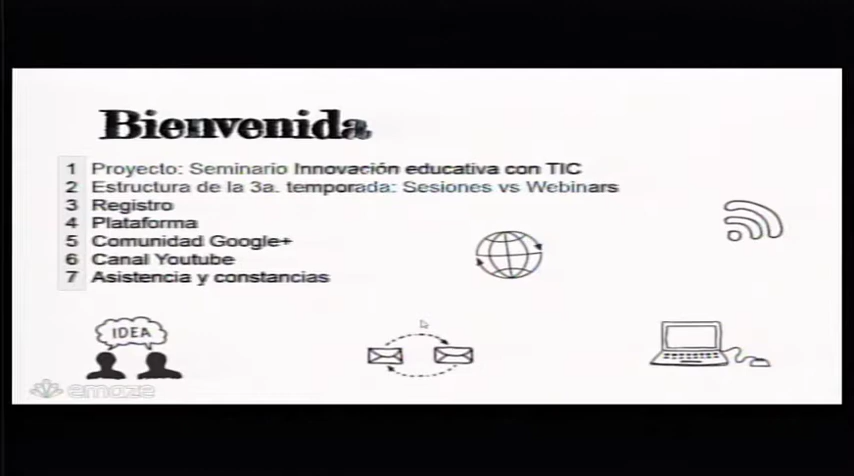 Bienvenida
1 Proyecto: Seminario Innovación educativa con TIC
2 Estructura de la 3a. temporada: Sesiones vs Webinars
3 Registro
4 Plataforma
5 Comunidad Google+
6 Canal Youtube
7 Asistencia y constancias
IDEA
emaze